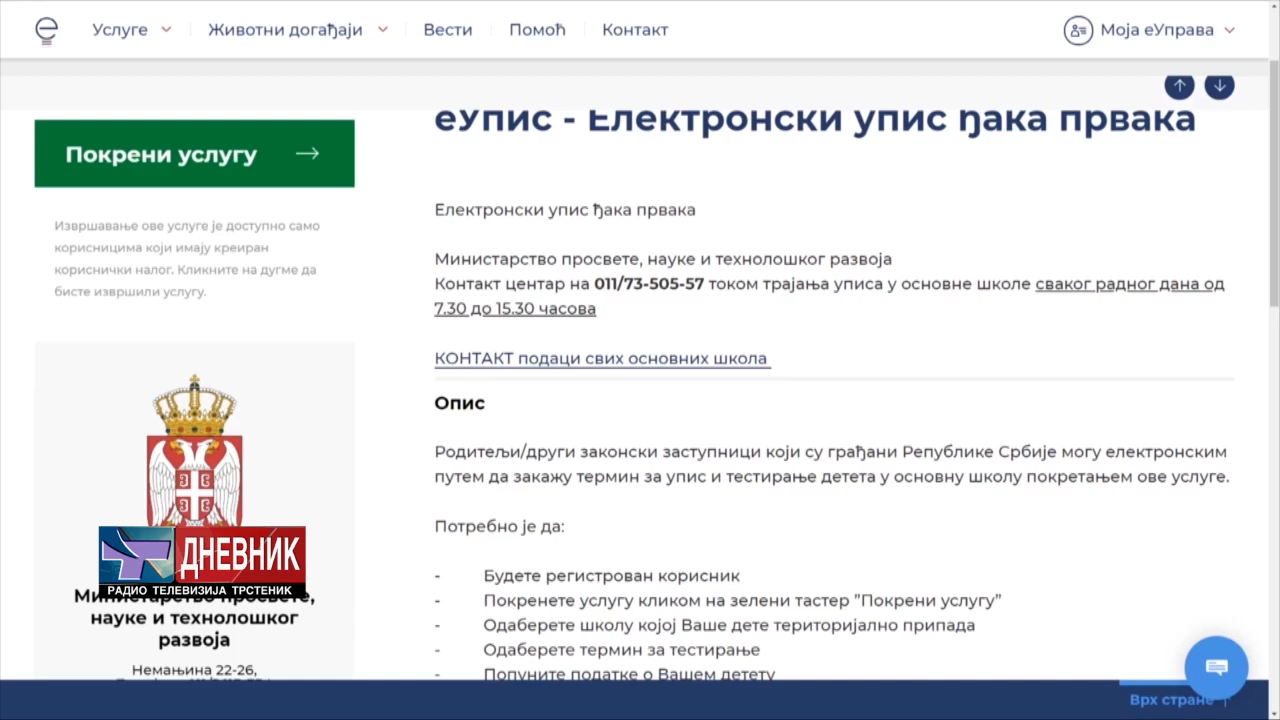 Услуге
Животни догађаји
Вести
Помоћ
Контакт
Моја еУправа
еУпис - Електронски упис ђака првака
Покрени услугу
Извршавање ове услуге је доступно само
корисницима који имају креиран
кориснички налог. Кликните на дугме да
бисте извршили услугу.
Електронски упис ђака првака
Министарство просвете, науке и технолошког развоја
Контакт центар на 011/73-505-57 током трајања уписа у основне школе сваког радног дана од
7.30 до 15.30 часова
КОНТАКТ подаци свих основних школа
Опис
Родитељи/други законски заступници који су грађани Републике Србије могу електронским
путем да закажу термин за упис и тестирање детета у основну школу покретањем ове услуге.
Потребно је да:
- Будете регистрован корисник
- Покренете услугу кликом на зелени тастер ”Покрени услугу”
- Одаберете школу којој Ваше дете територијално припада
- Одаберете термин за тестирање
- Попуните податке о Вашем детету
ДНЕВНИК
РАДИО ТЕЛЕВИЗИЈА ТРСТЕНИК
Министарство просвете,
науке и технолошког
развоја
Немањина 22-26,
Врх стране